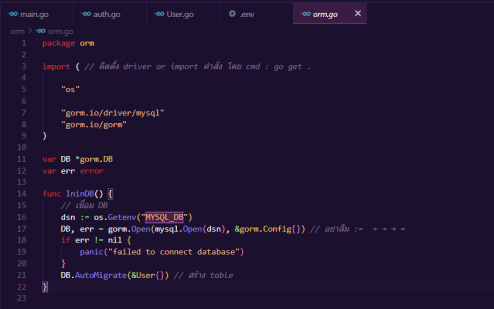 main.go auth.go User.go .env orm.go
orm > orm.go
1 package orm
2
3 import ( // ติดตั้ง driver or import คำสั่ง โดย cmd : go get .
4
5 "os"
6
7 "gorm.io/driver/mysql"
8 "gorm.io/gorm"
9 )
10
11 var DB *gorm.DB
12 var err error
13
14 func IninDB() {
15 // เชื่อม DB
16 dsn := os.Getenv("MYSQL_DB")
17 DB, err = gorm.Open(mysql.Open(dsn), &gorm.Config{}) // อย่าลืม :=
18 if err != nil {
19 panic("failed to connect database")
20 }
21 DB.AutoMigrate(&User{}) // สร้าง table
22 }
23